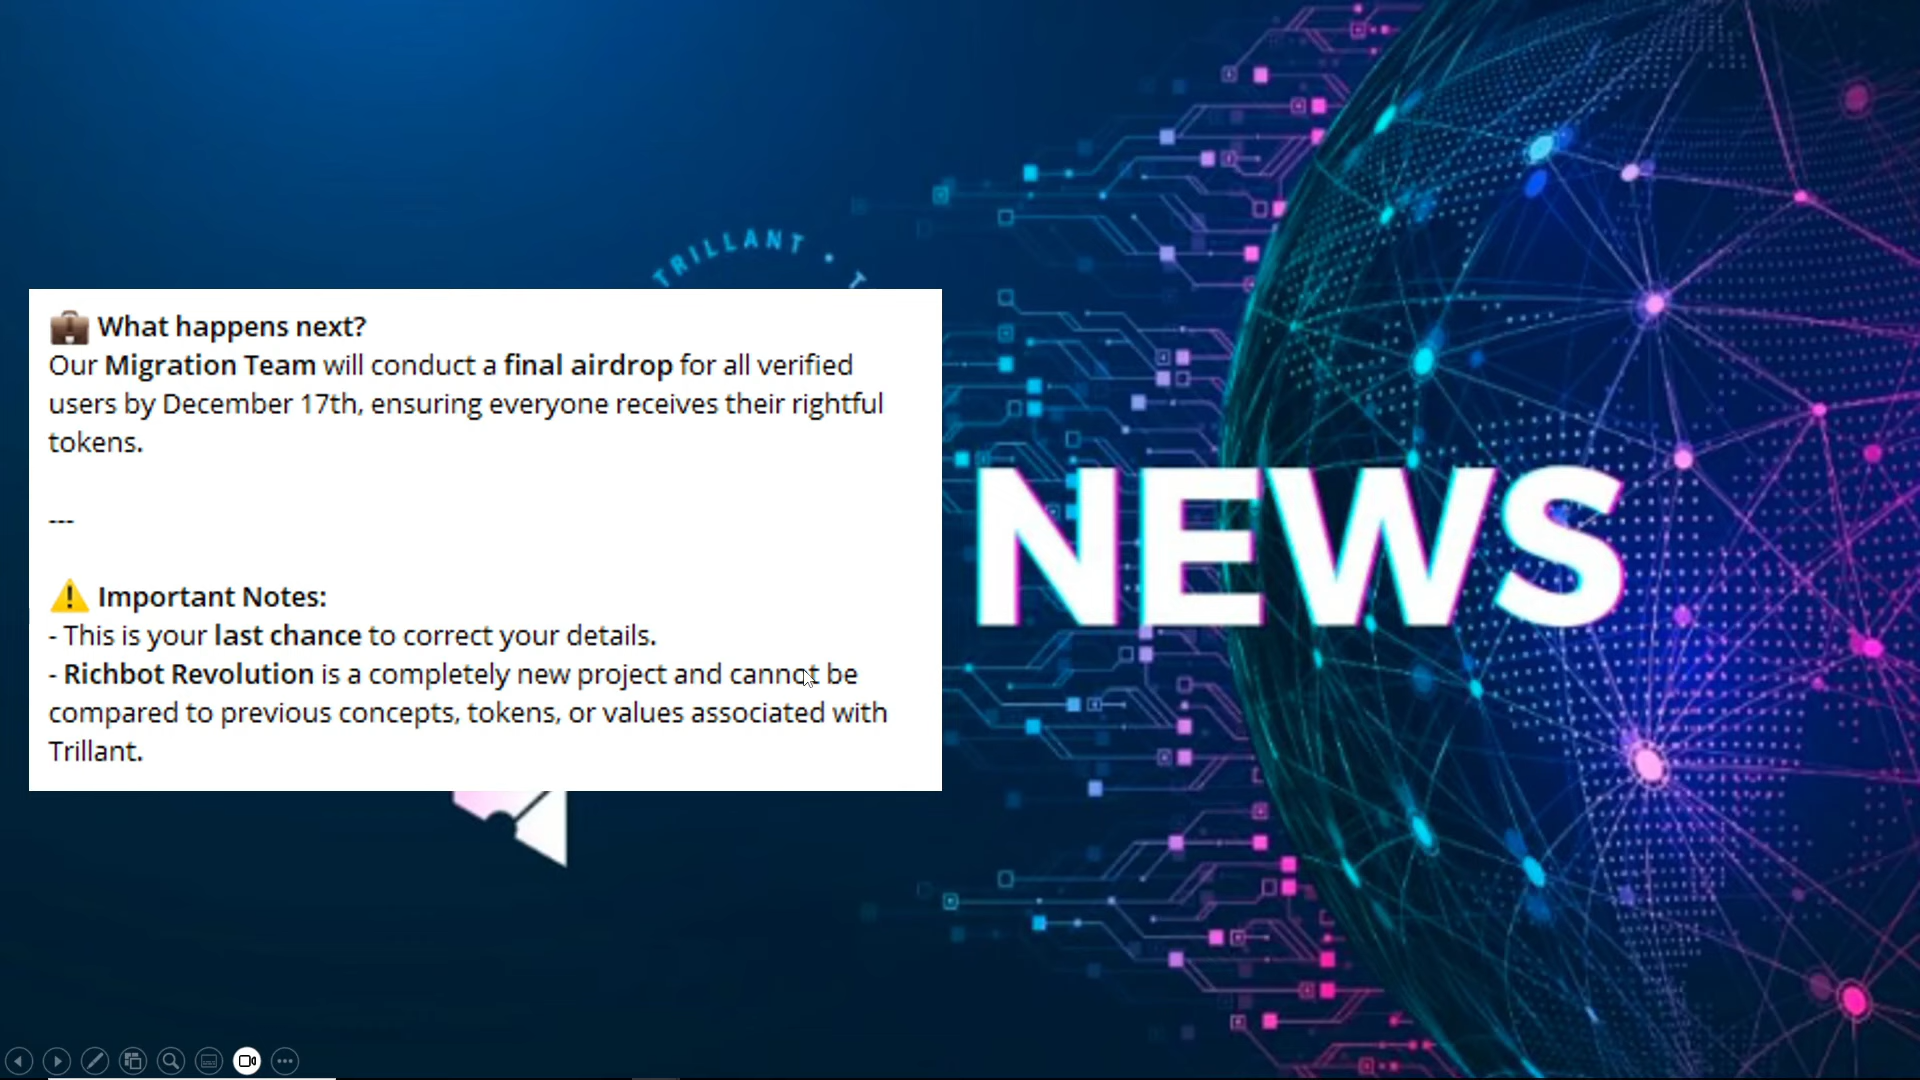 TRILLANT • T
💼 What happens next?
Our Migration Team will conduct a final airdrop for all verified
users by December 17th, ensuring everyone receives their rightful
tokens.
---
⚠️ Important Notes:
- This is your last chance to correct your details.
- Richbot Revolution is a completely new project and cannot be
compared to previous concepts, tokens, or values associated with
Trillant.
NEWS